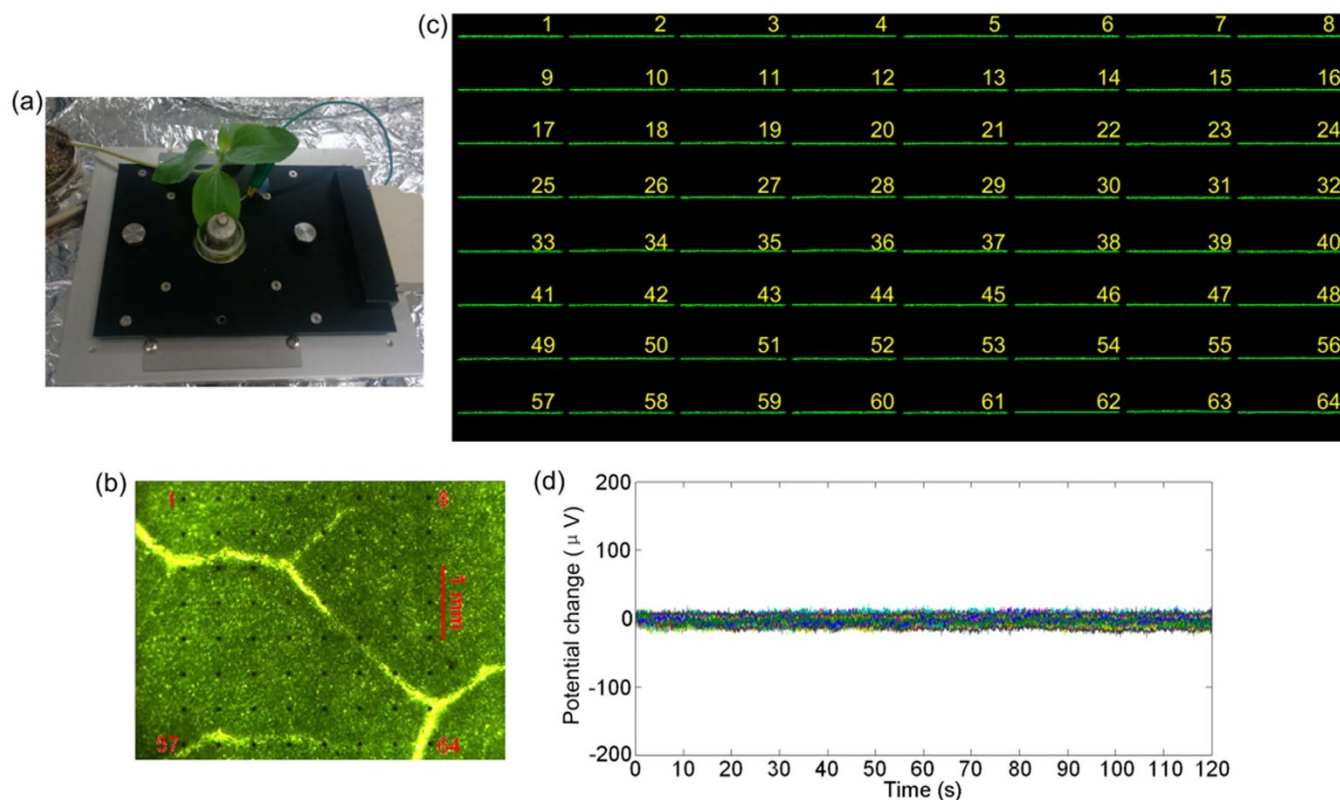 (a)
(c)
1 2 3 4 5 6 7 8
9 10 11 12 13 14 15 16
17 18 19 20 21 22 23 24
25 26 27 28 29 30 31 32
33 34 35 36 37 38 39 40
41 42 43 44 45 46 47 48
49 50 51 52 53 54 55 56
57 58 59 60 61 62 63 64
(b)
1 8
1 mm
57 64
(d)
Potential change ( μ V)
200
100
0
-100
-200
0 10 20 30 40 50 60 70 80 90 100 110 120
Time (s)